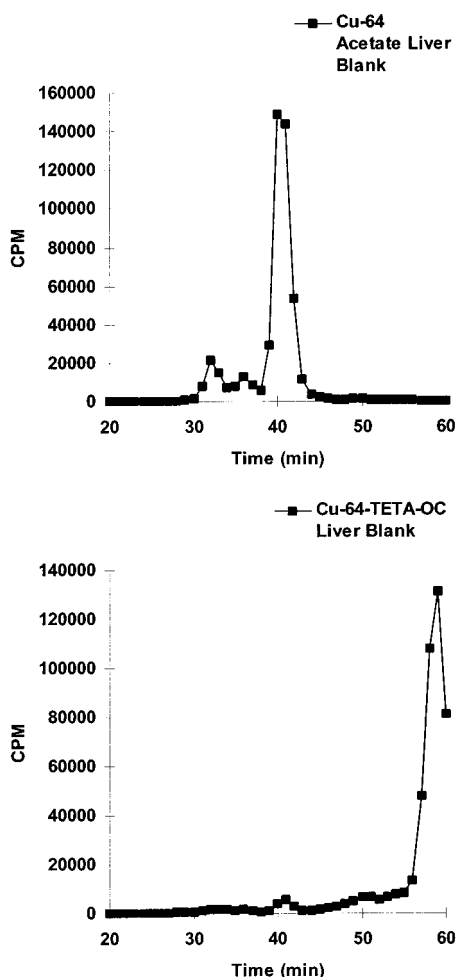 Cu-64
Acetate Liver
Blank
160000
140000
120000
100000
80000
60000
40000
20000
0
CPM
20 30 40 50 60
Time (min)
Cu-64-TETA-OC
Liver Blank
140000
120000
100000
80000
60000
40000
20000
0
CPM
20 30 40 50 60
Time (min)